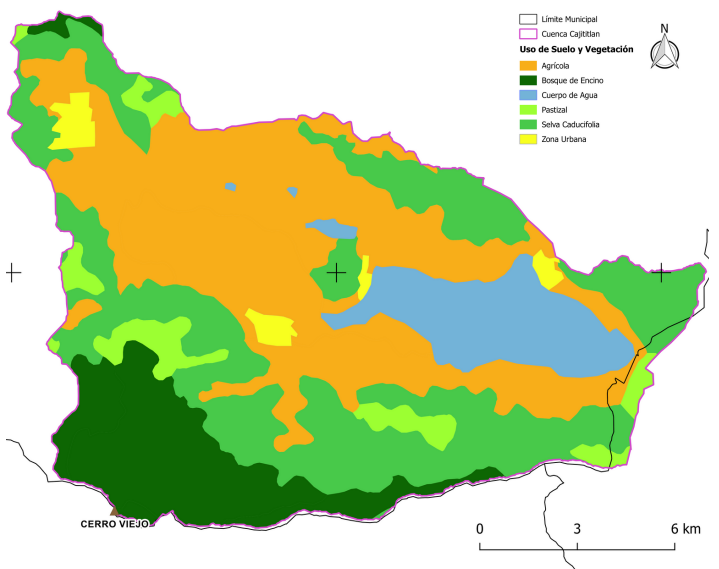 Límite Municipal
Cuenca Cajititlan
Uso de Suelo y Vegetación
Agrícola
Bosque de Encino
Cuerpo de Agua
Pastizal
Selva Caducifolia
Zona Urbana
N
CERRO VIEJO
0 3 6 km